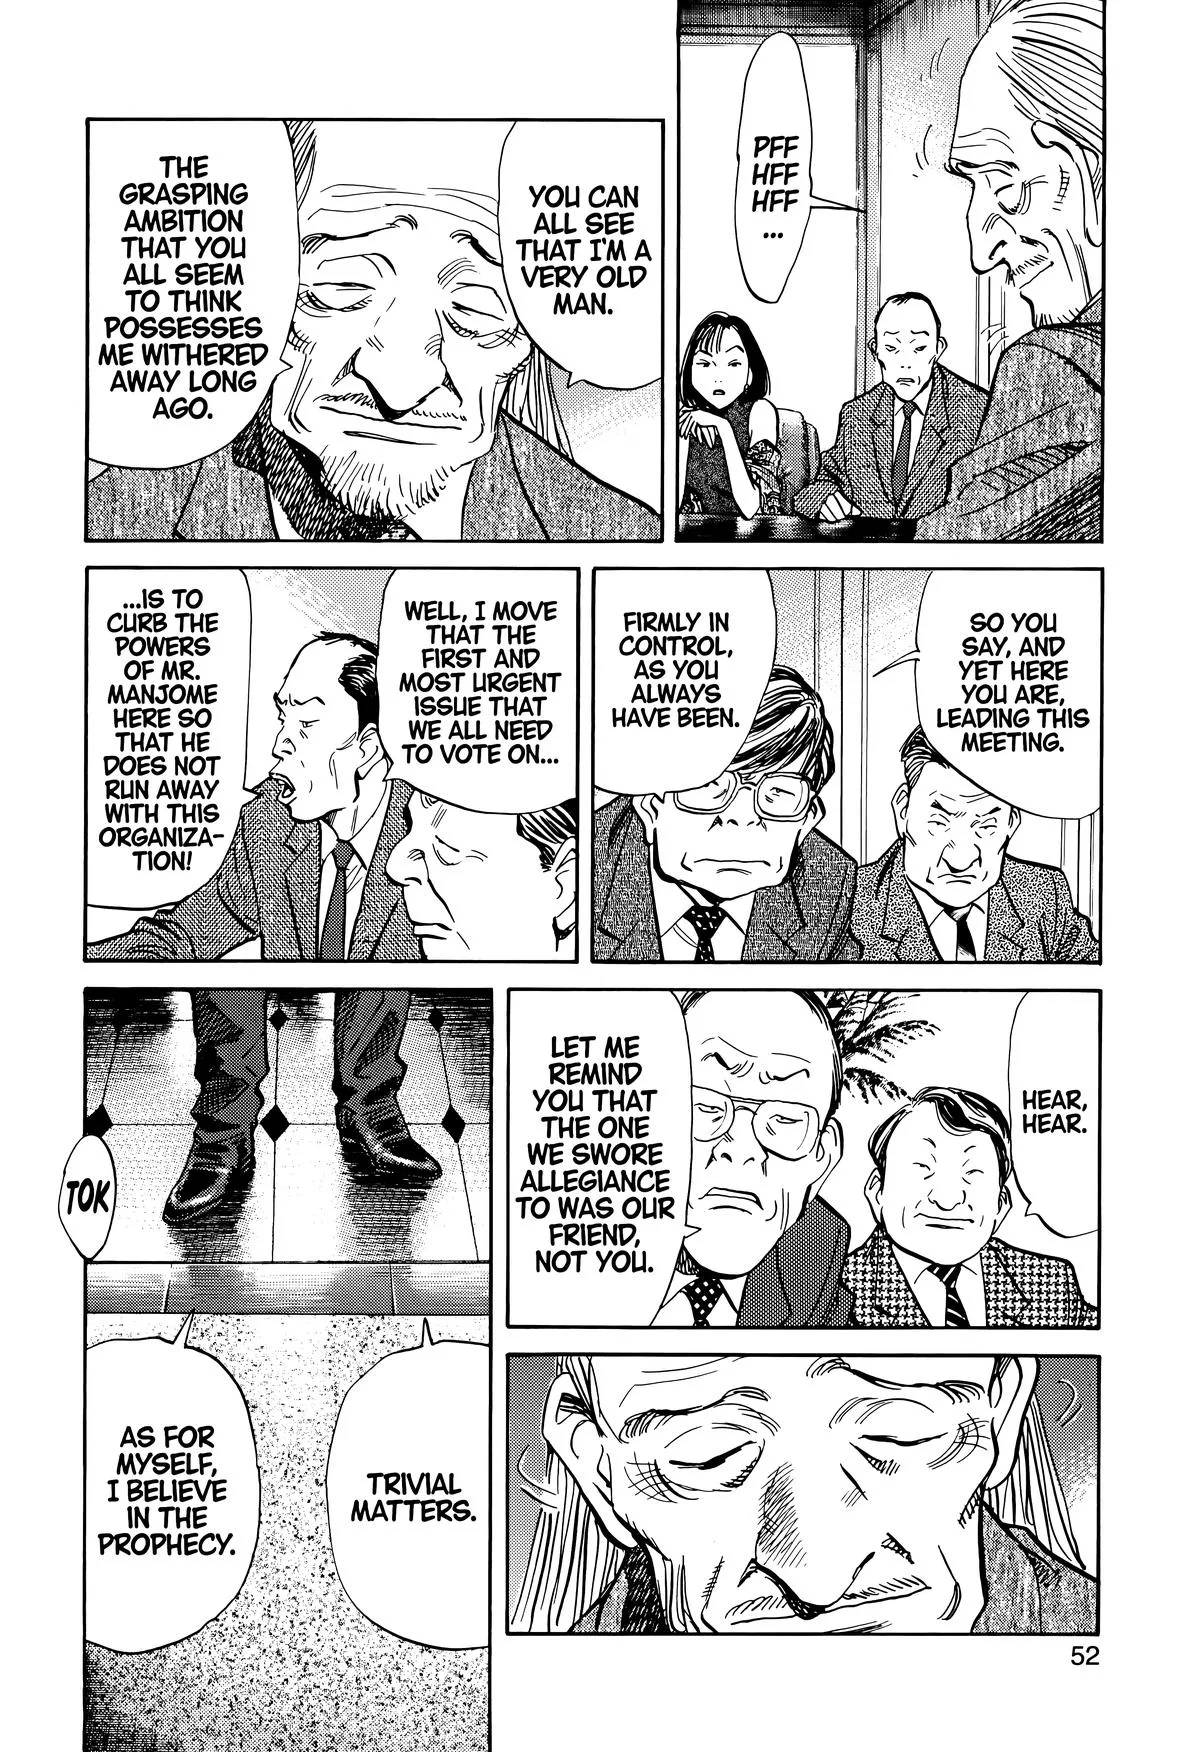 PFF
HFF
HFF
...
YOU CAN
ALL SEE
THAT I'M A
VERY OLD
MAN.
THE
GRASPING
AMBITION
THAT YOU
ALL SEEM
TO THINK
POSSESSES
ME WITHERED
AWAY LONG
AGO.
SO YOU
SAY, AND
YET HERE
YOU ARE,
LEADING THIS
MEETING.
FIRMLY IN
CONTROL,
AS YOU
ALWAYS
HAVE BEEN.
WELL, I MOVE
THAT THE
FIRST AND
MOST URGENT
ISSUE THAT
WE ALL NEED
TO VOTE ON...
...IS TO
CURB THE
POWERS
OF MR.
MANJOME
HERE SO
THAT HE
DOES NOT
RUN AWAY
WITH THIS
ORGANIZA-
TION!
HEAR,
HEAR.
LET ME
REMIND
YOU THAT
THE ONE
WE SWORE
ALLEGIANCE
TO WAS OUR
FRIEND,
NOT YOU.
TOK
TRIVIAL
MATTERS.
AS FOR
MYSELF,
I BELIEVE
IN THE
PROPHECY.
52